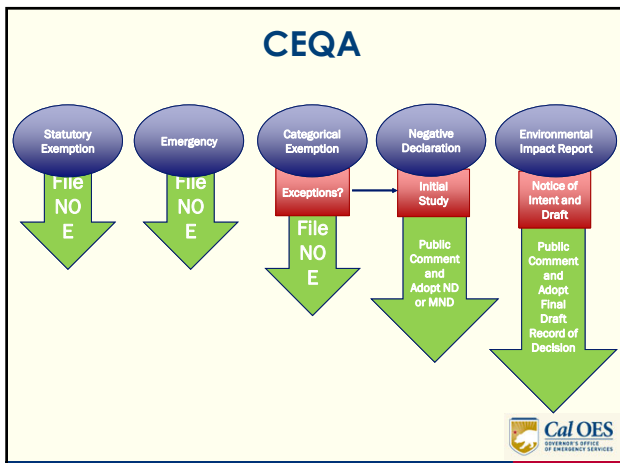 CEQA
Statutory
Exemption
File
NO
E
Emergency
File
NO
E
Categorical
Exemption
Exceptions?
File
NO
E
Negative
Declaration
Initial
Study
Public
Comment
and
Adopt ND
or MND
Environmental
Impact Report
Notice of
Intent and
Draft
Public
Comment
and
Adopt
Final
Draft
Record of
Decision
Cal OES
GOVERNOR'S OFFICE
OF EMERGENCY SERVICES